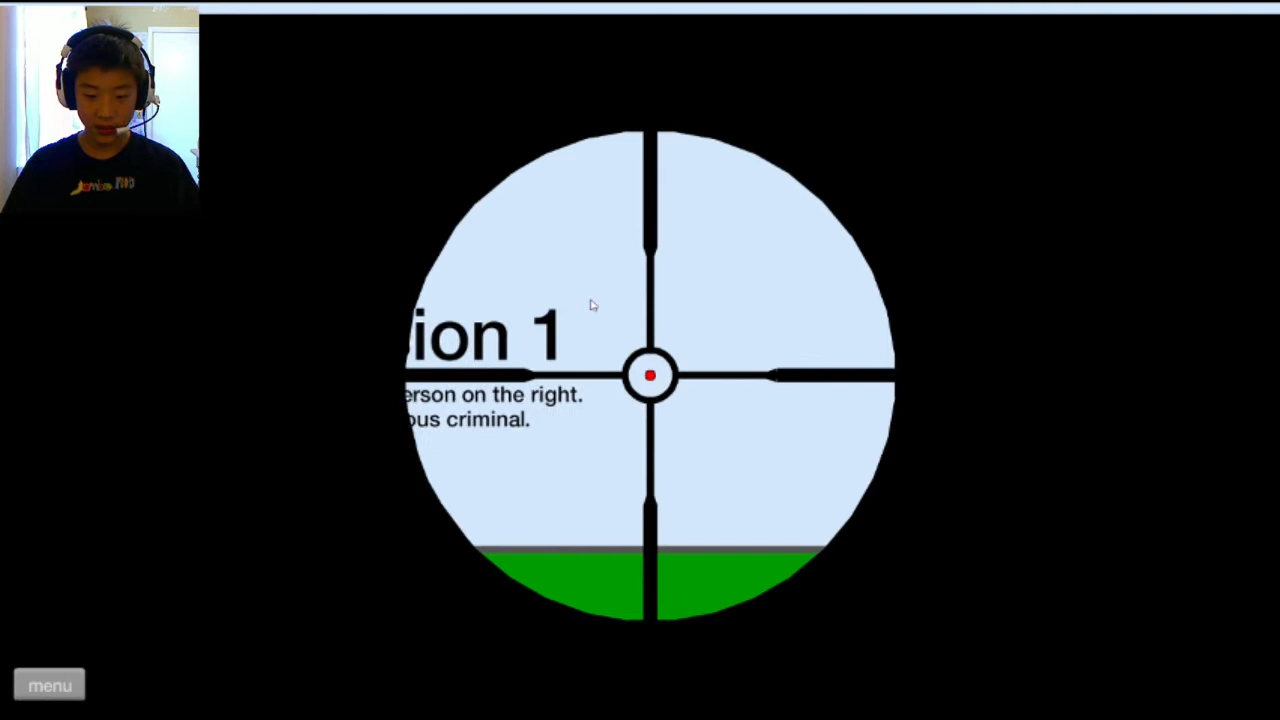 ion 1
erson on the right.
ous criminal.
menu